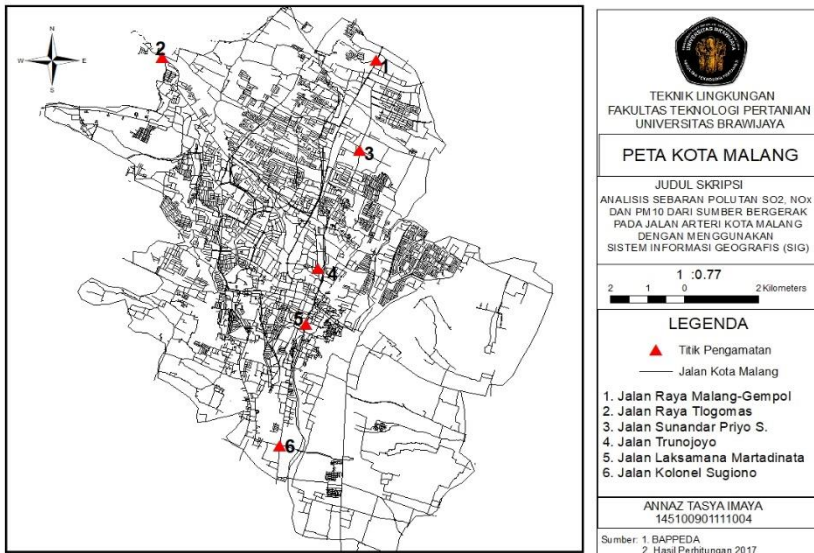 N
W E
S
2
1
3
4
5
6
UNIVERSITAS BRAWIJAYA
TEKNIK LINGKUNGAN
FAKULTAS TEKNOLOGI PERTANIAN
UNIVERSITAS BRAWIJAYA
PETA KOTA MALANG
JUDUL SKRIPSI
ANALISIS SEBARAN POLUTAN SO2, NOx
DAN PM10 DARI SUMBER BERGERAK
PADA JALAN ARTERI KOTA MALANG
DENGAN MENGGUNAKAN
SISTEM INFORMASI GEOGRAFIS (SIG)
1 :0.77
2 1 0 2 Kilometers
LEGENDA
Titik Pengamatan
Jalan Kota Malang
1. Jalan Raya Malang-Gempol
2. Jalan Raya Tlogomas
3. Jalan Sunandar Priyo S.
4. Jalan Trunojoyo
5. Jalan Laksamana Martadinata
6. Jalan Kolonel Sugiono
ANNAZ TASYA IMAYA
145100901111004
Sumber: 1. BAPPEDA
2. Hasil Perhitungan 2017